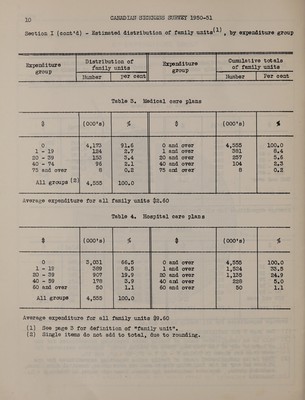 10 CANADIAN SICKNESS SURVEY 1950-51
Section I (cont'd) - Estimated distribution of family units(1), by expenditure group
Expenditure group Distribution of family units Expenditure group Cumulative totals of family units
Number per cent Number Per cent
Table 3. Medical care plans
$ (000's) % $ (000's) %
0 4,173 91.6 0 and over 4,555 100.0
1 - 19 124 2.7 1 and over 381 8.4
20 - 39 153 3.4 20 and over 257 5.6
40 - 74 96 2.1 40 and over 104 2.3
75 and over 8 0.2 75 and over 8 0.2
All groups (2) 4,555 100.0
Average expenditure for all family units $2.60
Table 4. Hospital care plans
$ (000's) % $ (000's) %
0 3,031 66.5 0 and over 4,555 100.0
1 - 19 389 8.5 1 and over 1,524 33.5
20 - 39 907 19.9 20 and over 1,135 24.9
40 - 59 178 3.9 40 and over 228 5.0
60 and over 50 1.1 60 and over 50 1.1
All groups 4,555 100.0
Average expenditure for all family units $9.60
(1) See page 3 for definition of "family unit".
(2) Single items do not add to total, due to rounding.